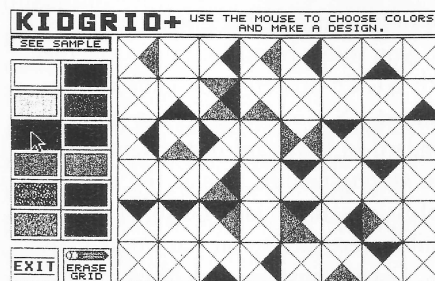 KIDGRID+
USE THE MOUSE TO CHOOSE COLORS
AND MAKE A DESIGN.
SEE SAMPLE
EXIT
ERASE
GRID